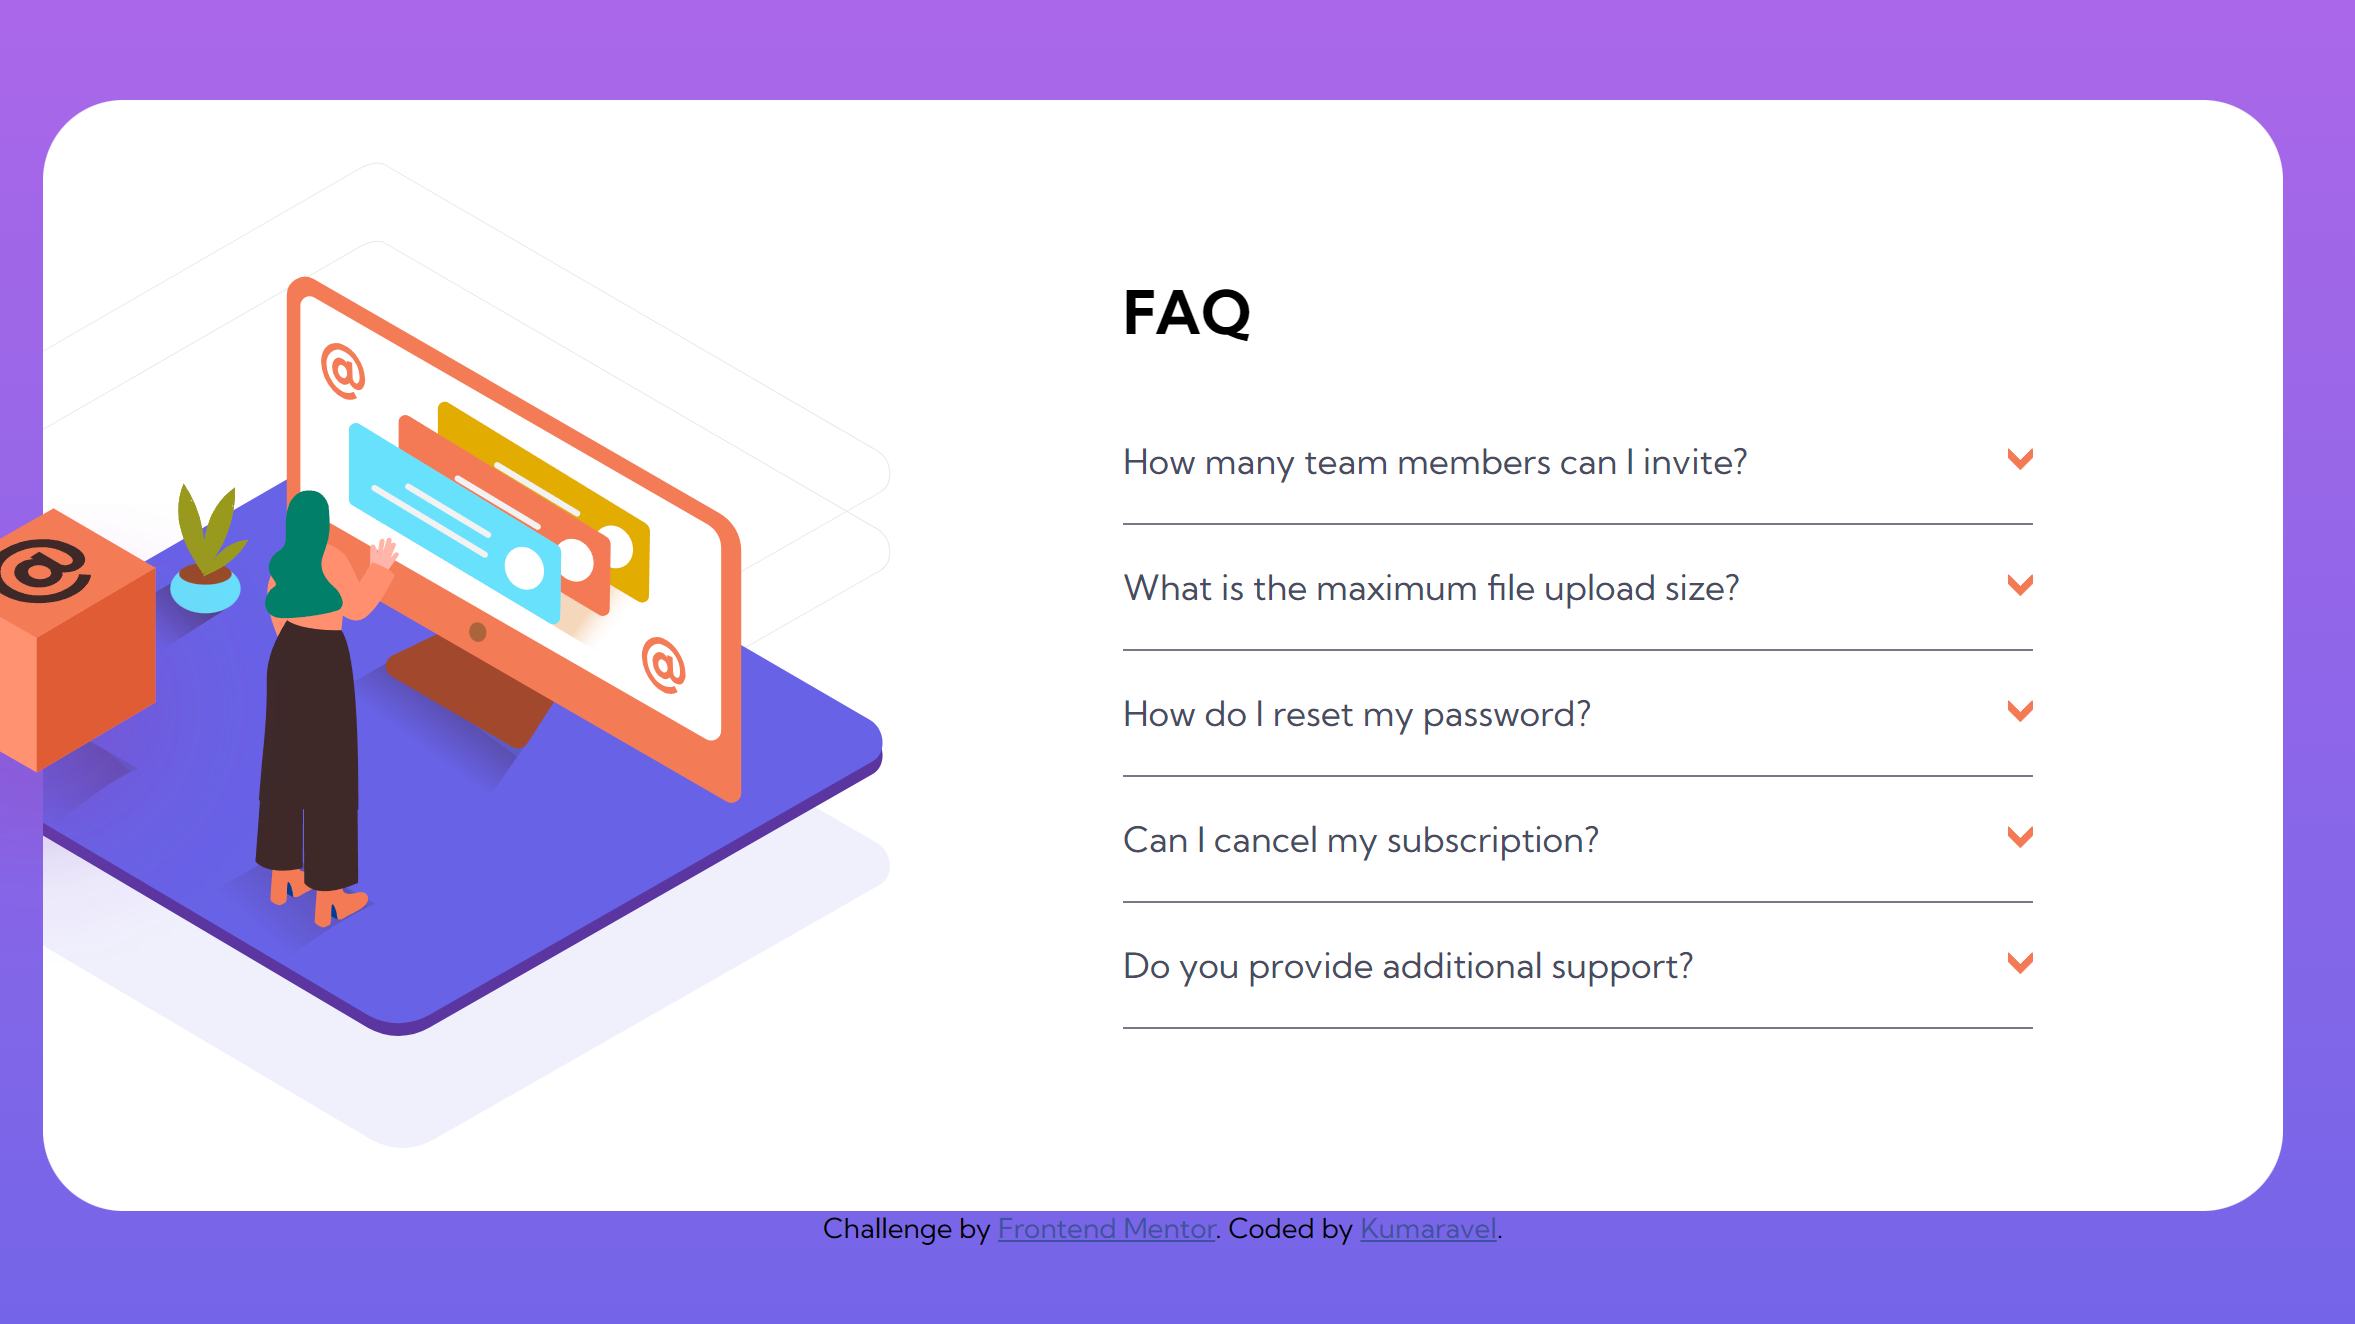 FAQ
How many team members can I invite?
What is the maximum file upload size?
How do I reset my password?
Can I cancel my subscription?
Do you provide additional support?
Challenge by Frontend Mentor. Coded by Kumaravel.
@
@
@